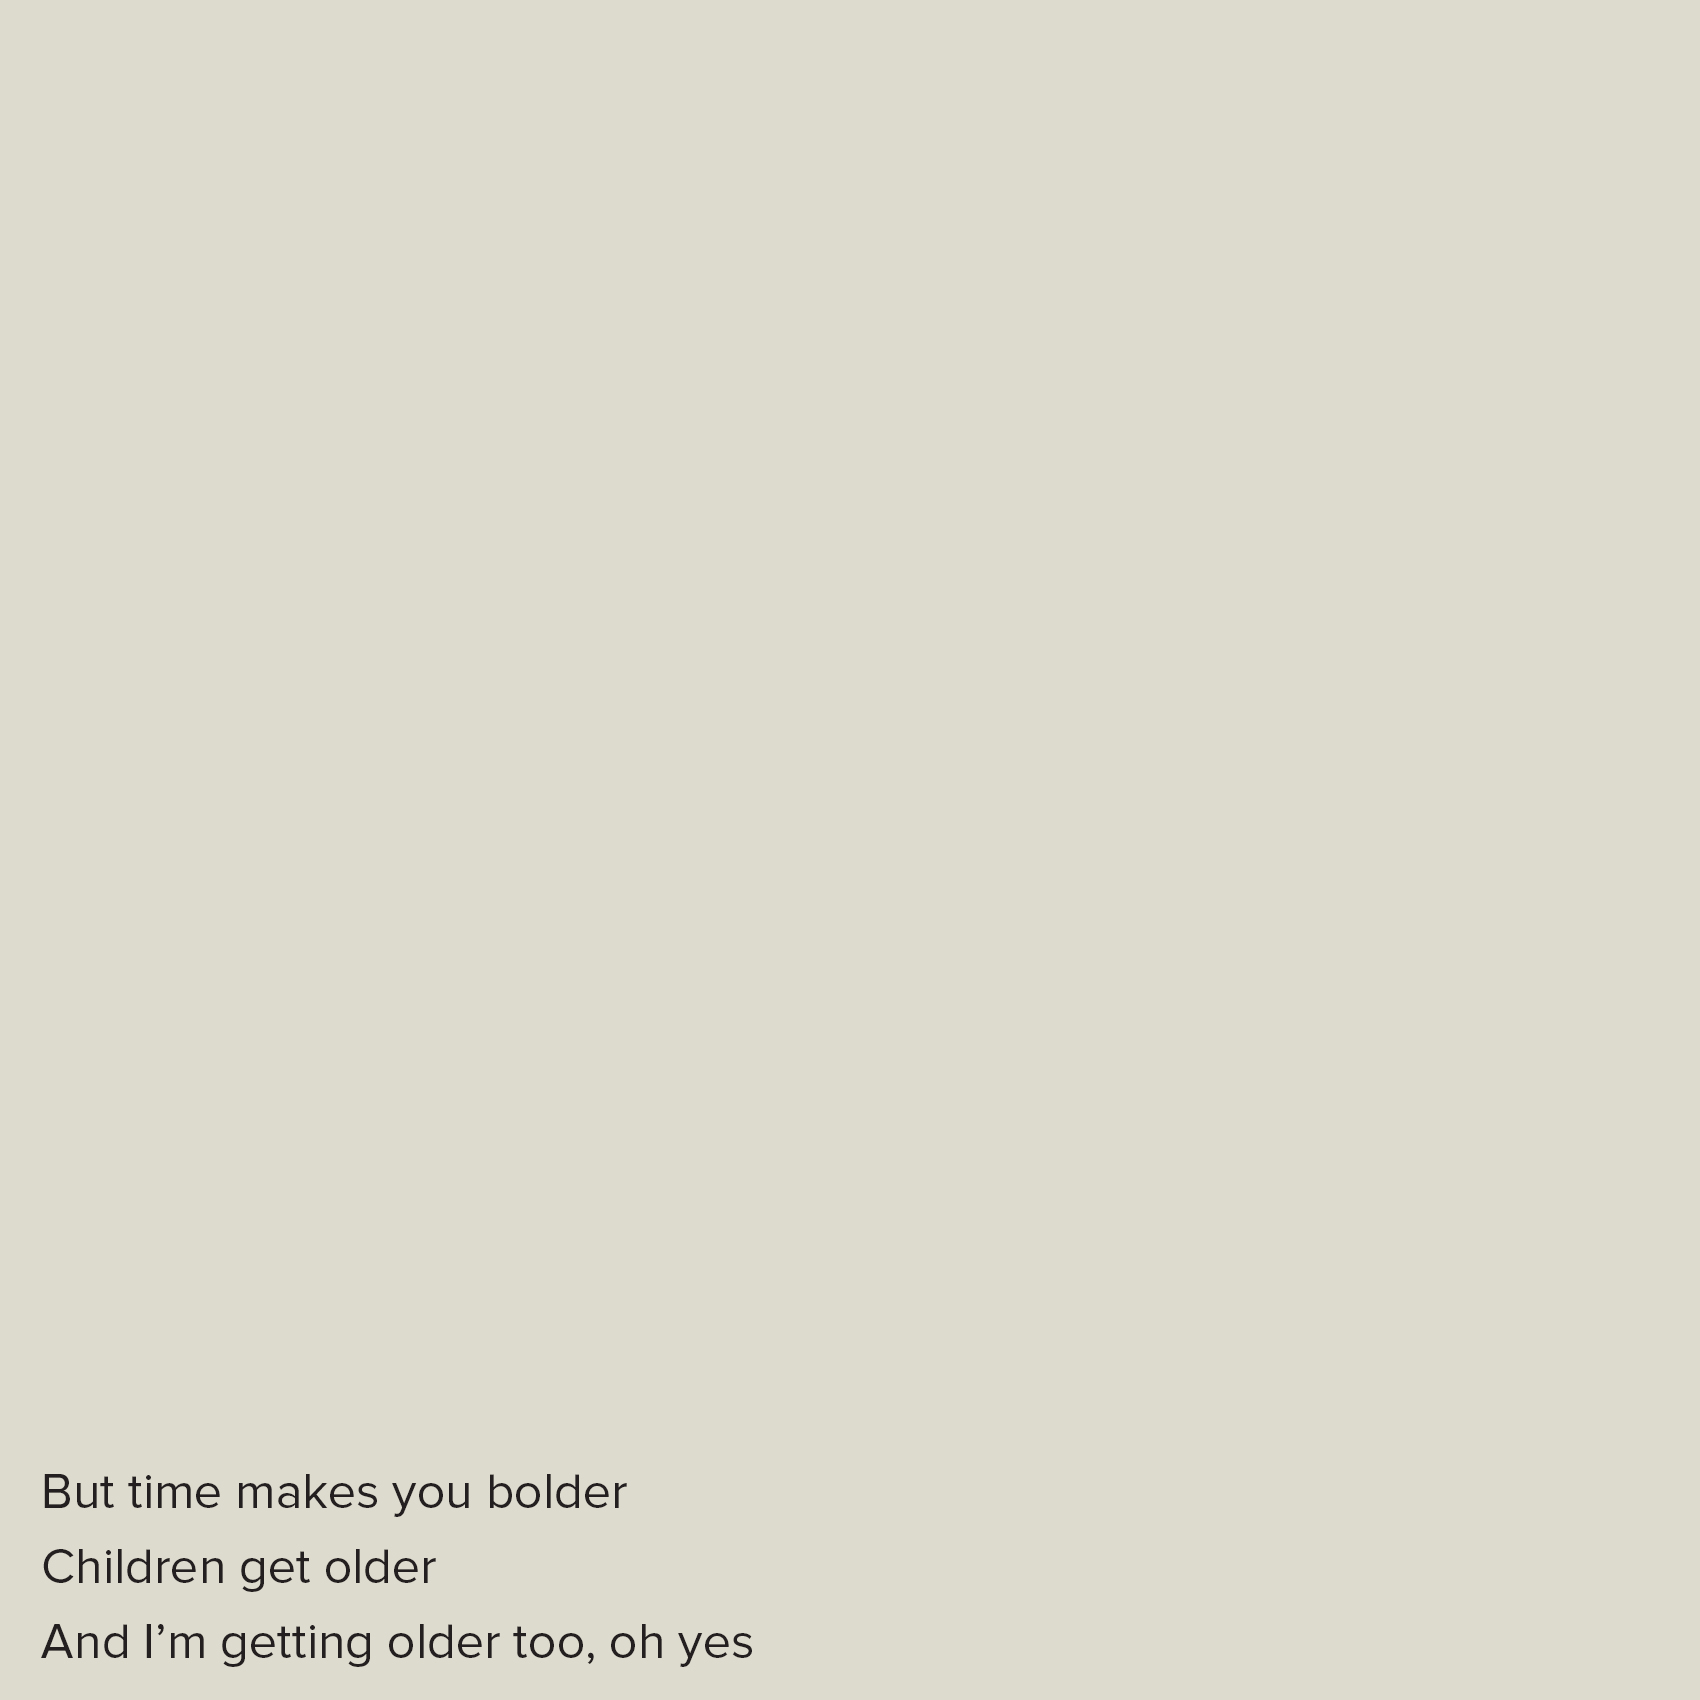 But time makes you bolder
Children get older
And I’m getting older too, oh yes